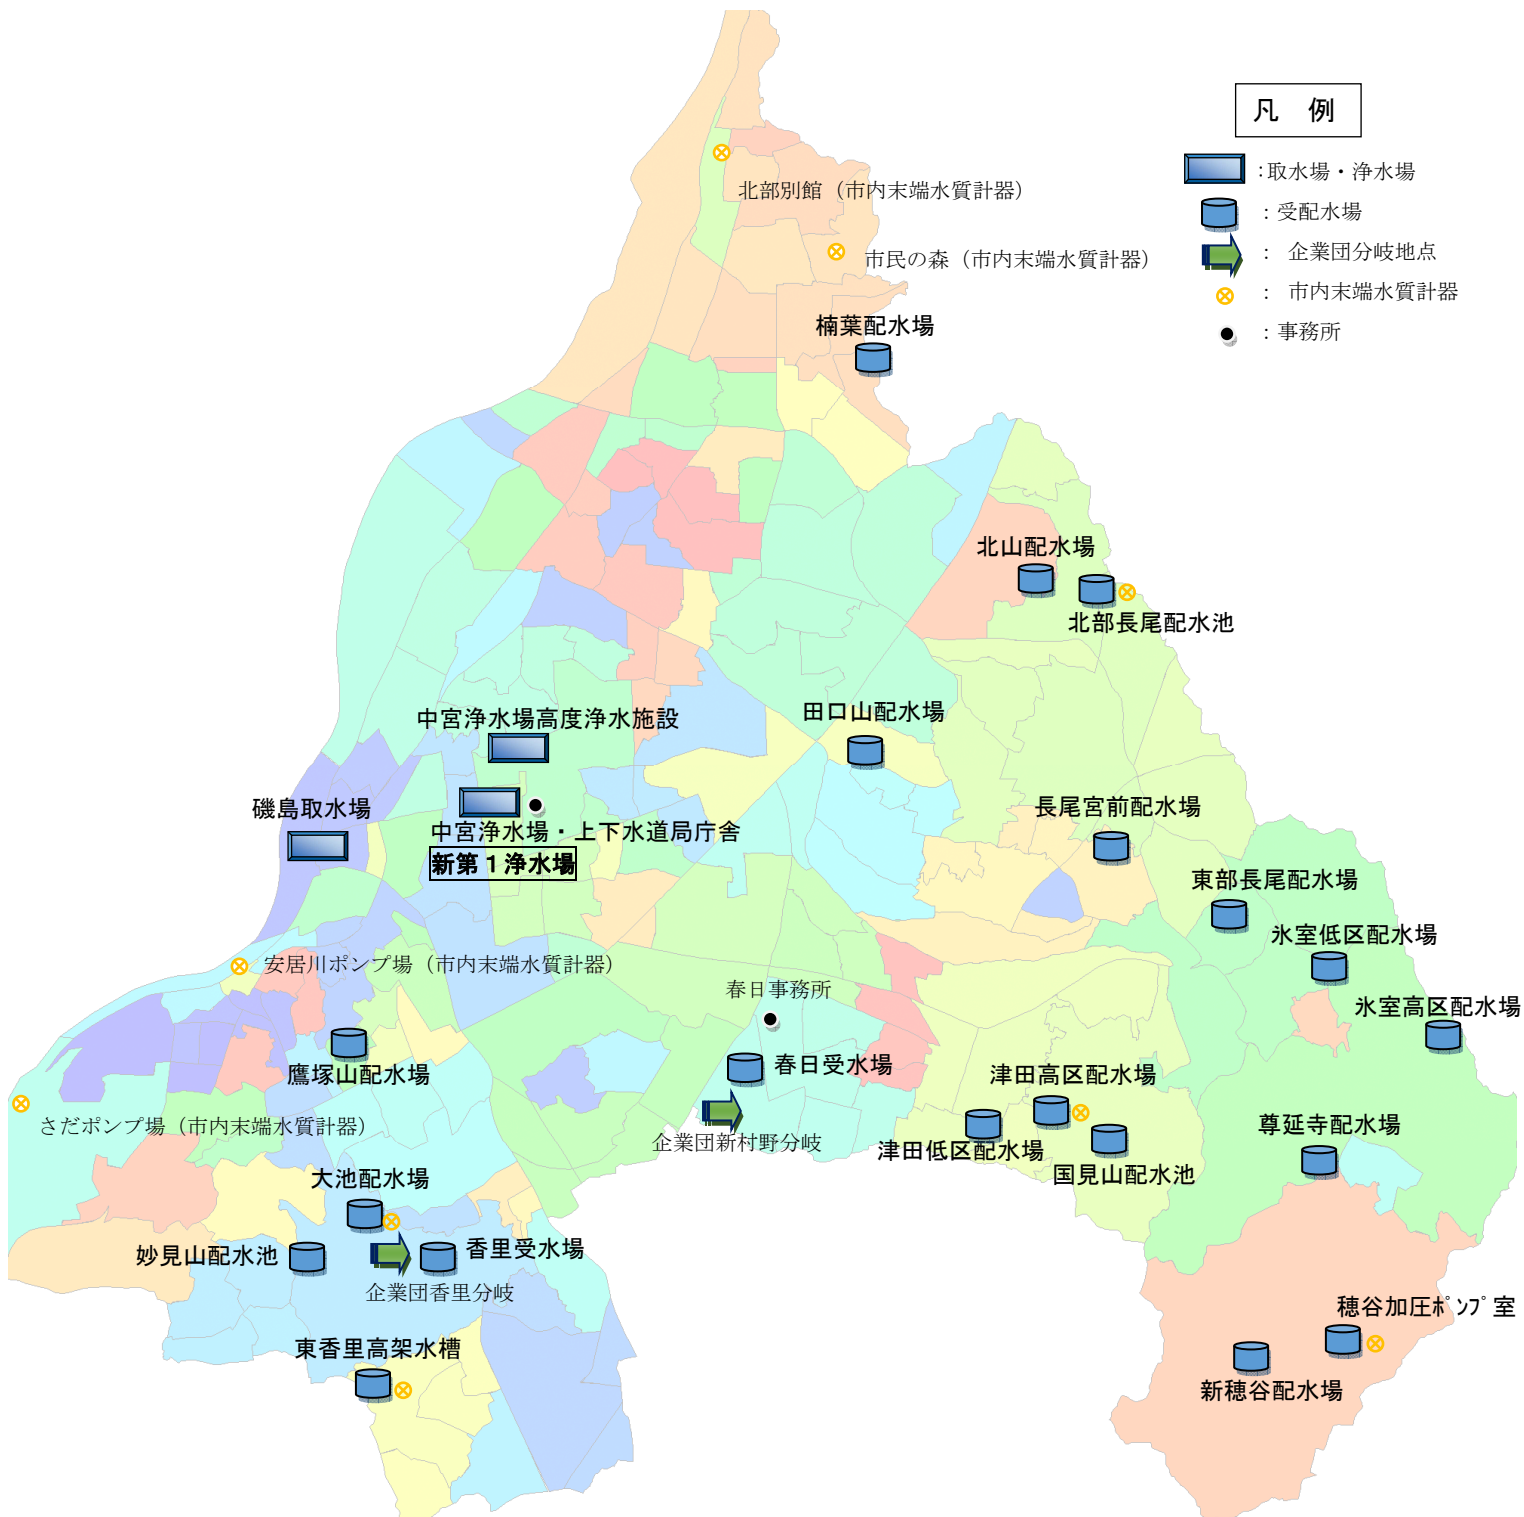 凡 例
：取水場・浄水場
：受配水場
： 企業団分岐地点
： 市内末端水質計器
：事務所
北部別館（市内末端水質計器）
市民の森（市内末端水質計器）
楠葉配水場
北山配水場
北部長尾配水池
田口山配水場
中宮浄水場高度浄水施設
磯島取水場
中宮浄水場・上下水道局庁舎
新第１浄水場
長尾宮前配水場
東部長尾配水場
氷室低区配水場
氷室高区配水場
安居川ポンプ場（市内末端水質計器）
春日事務所
鷹塚山配水場
春日受水場
津田高区配水場
さだポンプ場（市内末端水質計器）
企業団新村野分岐
津田低区配水場
国見山配水池
尊延寺配水場
大池配水場
妙見山配水池
香里受水場
企業団香里分岐
東香里高架水槽
穂谷加圧ﾎﾟﾝﾌﾟ室
新穂谷配水場